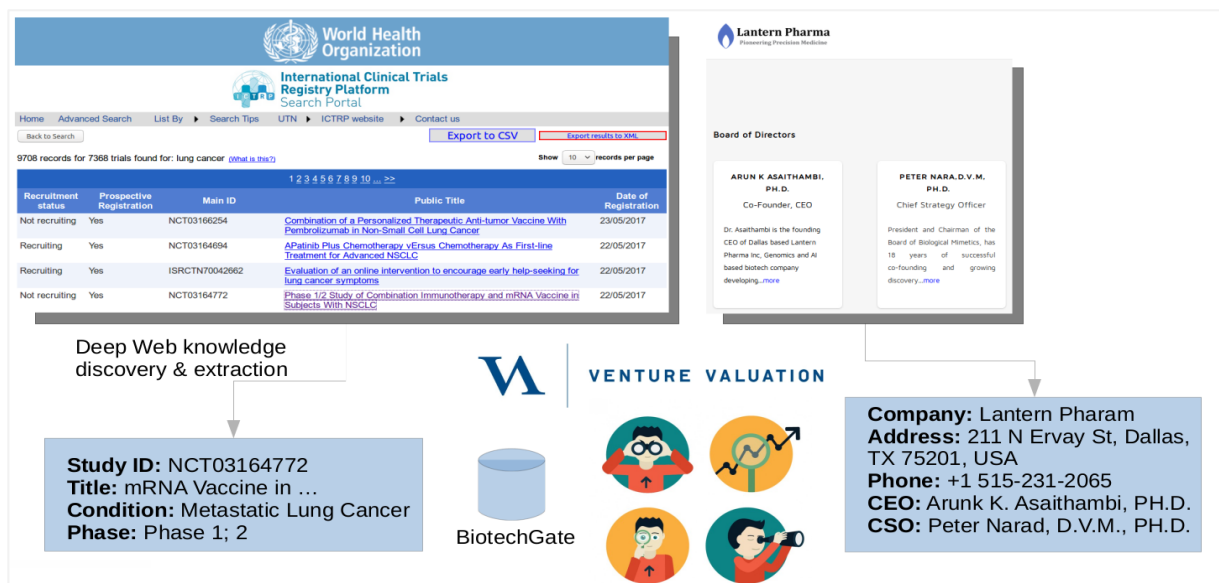 World Health
Organization
International Clinical Trials
Registry Platform
Search Portal
Home Advanced Search List By Search Tips UTN ICTRP website Contact us
Back to Search
Export to CSV
Export results to XML
9708 records for 7368 trials found for: lung cancer (What is this?)
Show 10 records per page
1 2 3 4 5 6 7 8 9 10 ... >>
Recruitment status Prospective Registration Main ID Public Title Date of Registration
Not recruiting Yes NCT03166254 Combination of a Personalized Therapeutic Anti-tumor Vaccine With 23/05/2017
Pembrolizumab in Non-Small Cell Lung Cancer
Recruiting Yes NCT03164694 APatinib Plus Chemotherapy vErsus Chemotherapy As First-line 22/05/2017
Treatment for Advanced NSCLC
Recruiting Yes ISRCTN70042662 Evaluation of an online intervention to encourage early help-seeking for 22/05/2017
lung cancer symptoms
Not recruiting Yes NCT03164772 Phase 1/2 Study of Combination Immunotherapy and mRNA Vaccine in 22/05/2017
Subjects With NSCLC
Lantern Pharma
Pioneering Precision Medicine
Board of Directors
ARUN K ASAITHAMBI,
PH.D.
Co-Founder, CEO
Dr. Asaithambi is the founding
CEO of Dallas based Lantern
Pharma Inc, Genomics and AI
based biotech company
developing...more
PETER NARA,D.V.M,
PH.D.
Chief Strategy Officer
President and Chairman of the
Board of Biological Mimetics, has
18 years of successful
co-founding and growing
discovery...more
Deep Web knowledge
discovery & extraction
VA
VENTURE VALUATION
BiotechGate
Study ID: NCT03164772
Title: mRNA Vaccine in …
Condition: Metastatic Lung Cancer
Phase: Phase 1; 2
Company: Lantern Pharam
Address: 211 N Ervay St, Dallas,
TX 75201, USA
Phone: +1 515-231-2065
CEO: Arunk K. Asaithambi, PH.D.
CSO: Peter Narad, D.V.M., PH.D.